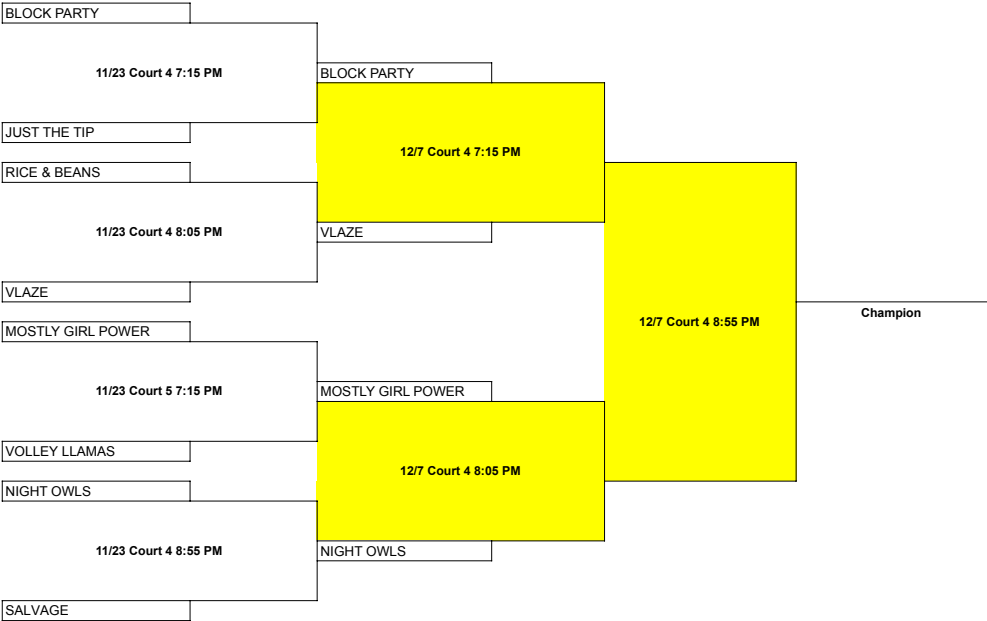 BLOCK PARTY
11/23 Court 4 7:15 PM
BLOCK PARTY
JUST THE TIP
12/7 Court 4 7:15 PM
RICE & BEANS
11/23 Court 4 8:05 PM
VLAZE
VLAZE
12/7 Court 4 8:55 PM
Champion
MOSTLY GIRL POWER
11/23 Court 5 7:15 PM
MOSTLY GIRL POWER
VOLLEY LLAMAS
12/7 Court 4 8:05 PM
NIGHT OWLS
11/23 Court 4 8:55 PM
NIGHT OWLS
SALVAGE